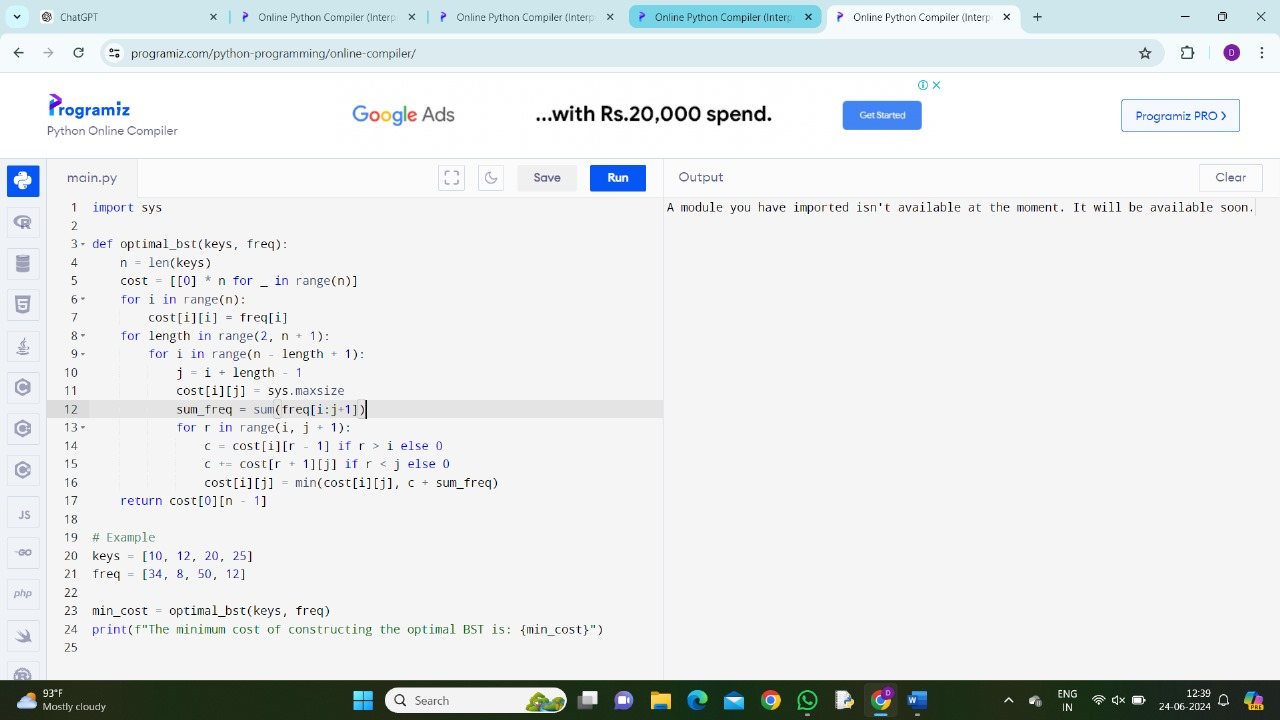 ChatGPT
Online Python Compiler (Interp
Online Python Compiler (Interp
Online Python Compiler (Interp
Online Python Compiler (Interp
programiz.com/python-programming/online-compiler/
D
Programiz
Python Online Compiler
Google Ads
...with Rs.20,000 spend.
Get Started
Programiz PRO >
main.py
Save
Run
Output
Clear
1 import sys
2
3 def optimal_bst(keys, freq):
4 n = len(keys)
5 cost = [[0] * n for _ in range(n)]
6 for i in range(n):
7 cost[i][i] = freq[i]
8 for length in range(2, n + 1):
9 for i in range(n - length + 1):
10 j = i + length - 1
11 cost[i][j] = sys.maxsize
12 sum_freq = sum(freq[i:j+1])
13 for r in range(i, j + 1):
14 c = cost[i][r - 1] if r > i else 0
15 c += cost[r + 1][j] if r < j else 0
16 cost[i][j] = min(cost[i][j], c + sum_freq)
17 return cost[0][n - 1]
18
19 # Example
20 keys = [10, 12, 20, 25]
21 freq = [34, 8, 50, 12]
22
23 min_cost = optimal_bst(keys, freq)
24 print(f"The minimum cost of constructing the optimal BST is: {min_cost}")
25
A module you have imported isn't available at the moment. It will be available soon.
JS
GO
php
93°F
Mostly cloudy
Search
D
ENG
IN
12:39
24-06-2024
PRE